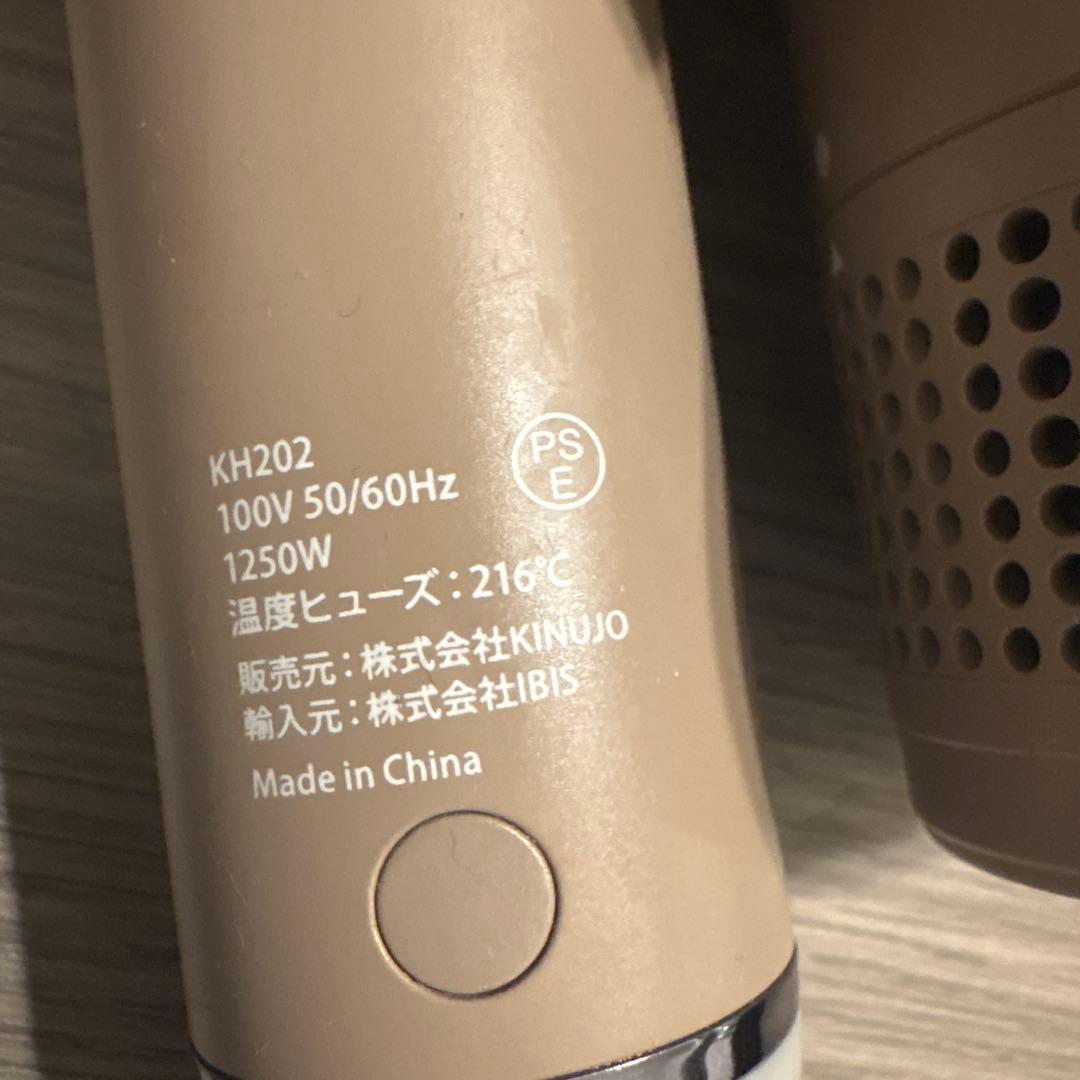 KH202
100V 50/60Hz
PS
E
1250W
温度ヒューズ：216℃
販売元：株式会社KINUJO
輸入元：株式会社IBIS
Made in China